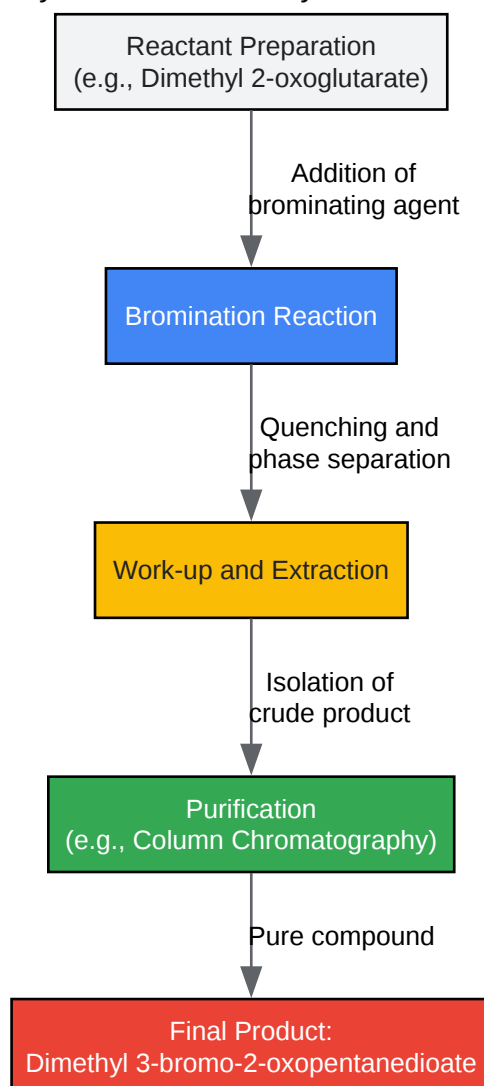 Reactant Preparation
(e.g., Dimethyl 2-oxoglutarate)
Addition of
brominating agent
Bromination Reaction
Quenching and
phase separation
Work-up and Extraction
Isolation of
crude product
Purification
(e.g., Column Chromatography)
Pure compound
Final Product:
Dimethyl 3-bromo-2-oxopentanedioate